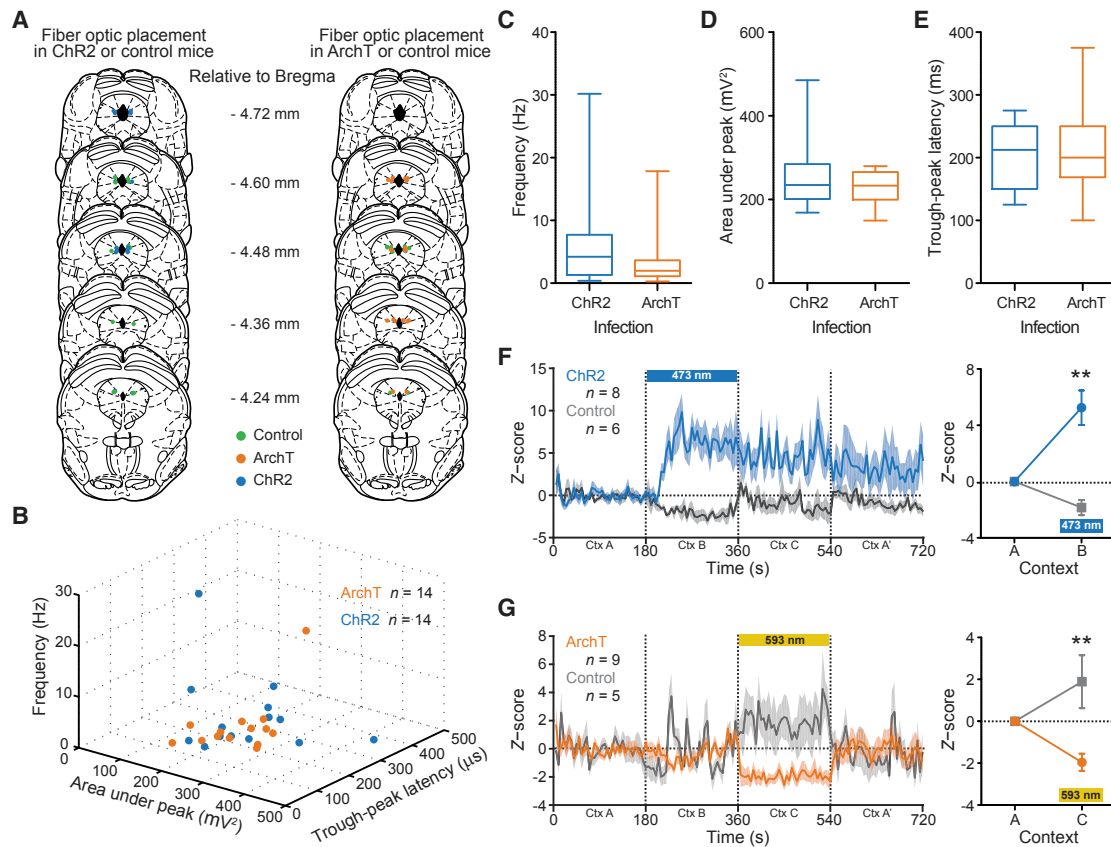 A
Fiber optic placement
in ChR2 or control mice
Fiber optic placement
in ArchT or control mice
Relative to Bregma
- 4.72 mm
- 4.60 mm
- 4.48 mm
- 4.36 mm
- 4.24 mm
Control
ArchT
ChR2
B
Frequency (Hz)
30
20
10
0
ArchT n = 14
ChR2 n = 14
0
100
200
300
400
500
Area under peak (mV²)
0
100
200
300
400
500
Trough-peak latency (µs)
C
Frequency (Hz)
40
30
20
10
0
ChR2
ArchT
Infection
D
Area under peak (mV²)
600
400
200
0
ChR2
ArchT
Infection
E
Trough-peak latency (ms)
400
300
200
100
0
ChR2
ArchT
Infection
F
Z−score
15
10
5
0
-5
ChR2
n = 8
Control
n = 6
473 nm
Ctx A
Ctx B
Ctx C
Ctx A'
0
180
360
540
720
Time (s)
Z−score
8
4
0
-4
**
473 nm
A
B
Context
G
Z−score
8
6
4
2
0
-2
-4
ArchT
n = 9
Control
n = 5
593 nm
Ctx A
Ctx B
Ctx C
Ctx A'
0
180
360
540
720
Time (s)
Z−score
4
2
0
-2
-4
**
593 nm
A
C
Context